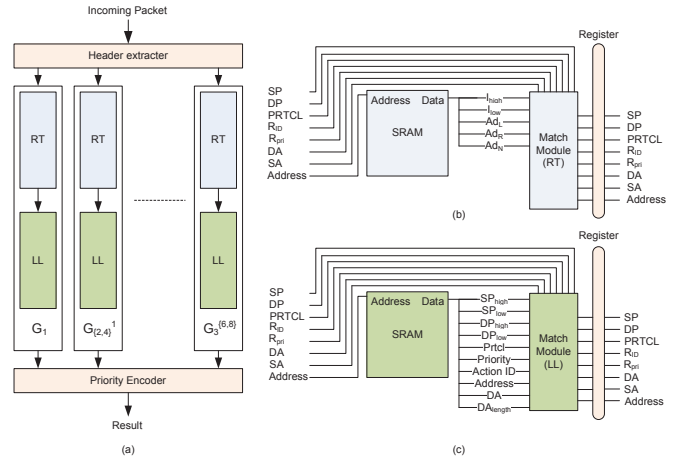 Incoming Packet
Header extracter
RT
RT
RT
LL
LL
LL
G1
G{2,4}1
G3{6,8}
Priority Encoder
Result
(a)
Register
SP
DP
PRTCL
RID
Rpri
DA
SA
Address
Address Data
SRAM
Ihigh
Ilow
AdL
AdR
AdN
Match
Module
(RT)
SP
DP
PRTCL
RID
Rpri
DA
SA
Address
(b)
Register
SP
DP
PRTCL
RID
Rpri
DA
SA
Address
Address Data
SRAM
SPhigh
SPlow
DPhigh
DPlow
Prtcl
Priority
Action ID
Address
DA
DAlength
Match
Module
(LL)
SP
DP
PRTCL
RID
Rpri
DA
SA
Address
(c)